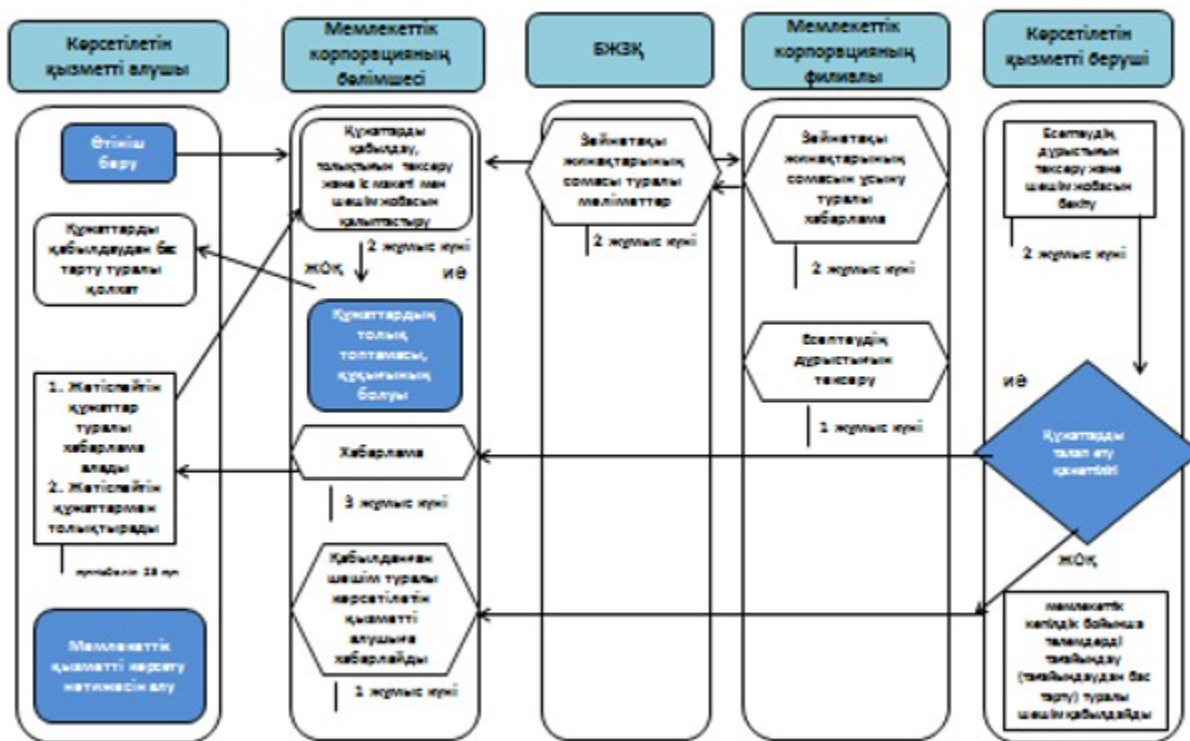 Көрсетілетін
қызметті алушы
Мемлекеттік
корпорацияның
бөлімшесі
БЖЗҚ
Мемлекеттік
корпорацияның
филиалы
Көрсетілетін
қызметті беруші
Өтініш
беру
Құжаттарды
қабылдаудан бас
тарту туралы
қолхат
1. Жетіспейтін
құжаттар
туралы
хабарлама
алады
2. Жетіспейтін
құжаттармен
толықтырады
25 күн
Мемлекеттік
қызметті көрсету
нәтижесін алу
Құжаттарды
қабылдау,
толықтығын тексеру
және іс макеті мен
шешім жобасын
қалыптастыру
2 жұмыс күні
ЖОҚ
ИӘ
Құжаттардың
толық
топтамасы,
құқығының
болуы
Хабарлама
3 жұмыс күні
Қабылданған
шешім туралы
көрсетілетін
қызметті
алушыға
хабарлайды
1 жұмыс күні
Зейнетақы
жинақтарының
сомасы туралы
мәліметтер
2 жұмыс күні
Зейнетақы
жинақтарының
сомасын ұсыну
туралы
хабарлама
2 жұмыс күні
Есептеудің
дұрыстығын
тексеру
1 жұмыс күні
Есептеудің
дұрыстығын
тексеру және
шешім жобасын
бекіту
2 жұмыс күні
ИӘ
Құжаттарды
талап ету
қажеттілігі
ЖОҚ
мемлекеттік
кепілдік бойынша
төлемдерді
тағайындау
(тағайындаудан бас
тарту) туралы
шешім қабылдайды